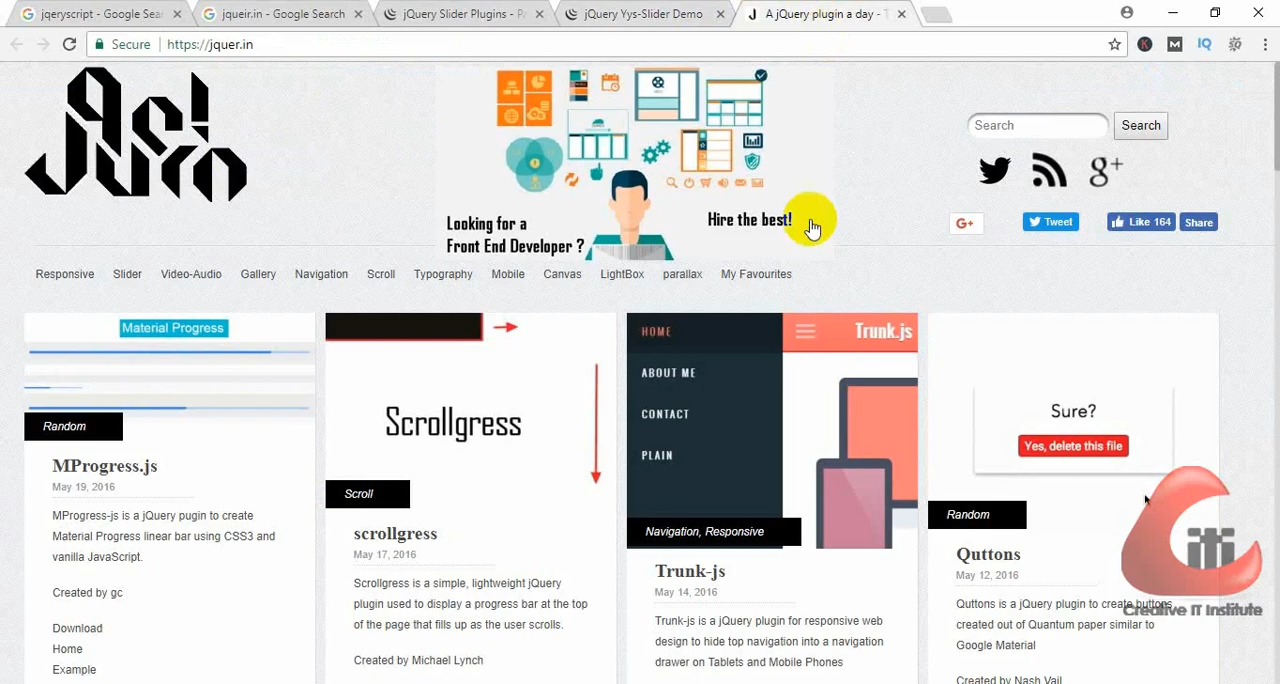 jqeryscript - Google Sea
jqueir.in - Google Search
jQuery Slider Plugins - P
jQuery Yys-Slider Demo
A jQuery plugin a day - T
Secure
https://jquer.in
Looking for a
Front End Developer ?
Hire the best!
Search
Search
g+
G+
Tweet
Like 164
Share
Responsive
Slider
Video-Audio
Gallery
Navigation
Scroll
Typography
Mobile
Canvas
LightBox
parallax
My Favourites
Material Progress
Random
MProgress.js
May 19, 2016
MProgress-js is a jQuery pugin to create
Material Progress linear bar using CSS3 and
vanilla JavaScript.
Created by gc
Download
Home
Example
Scrollgress
Scroll
scrollgress
May 17, 2016
Scrollgress is a simple, lightweight jQuery
plugin used to display a progress bar at the top
of the page that fills up as the user scrolls.
Created by Michael Lynch
HOME
ABOUT ME
CONTACT
PLAIN
Trunk.js
Navigation, Responsive
Trunk-js
May 14, 2016
Trunk-js is a jQuery plugin for responsive web
design to hide top navigation into a navigation
drawer on Tablets and Mobile Phones
Sure?
Yes, delete this file
Random
Quttons
May 12, 2016
Quttons is a jQuery plugin to create buttons
created out of Quantum paper similar to
Google Material
Created by Nash Vail
Creative IT Institute